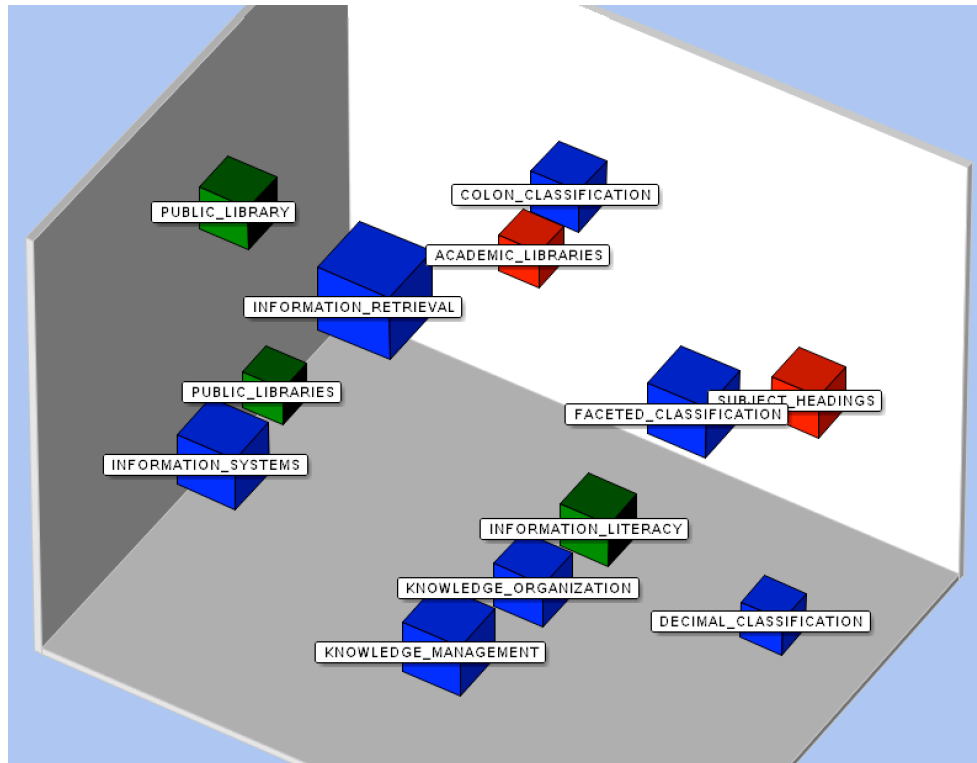 COLON_CLASSIFICATION
PUBLIC_LIBRARY
ACADEMIC_LIBRARIES
INFORMATION_RETRIEVAL
PUBLIC_LIBRARIES
SUBJECT_HEADINGS
FACETED_CLASSIFICATION
INFORMATION_SYSTEMS
INFORMATION_LITERACY
KNOWLEDGE_ORGANIZATION
DECIMAL_CLASSIFICATION
KNOWLEDGE_MANAGEMENT